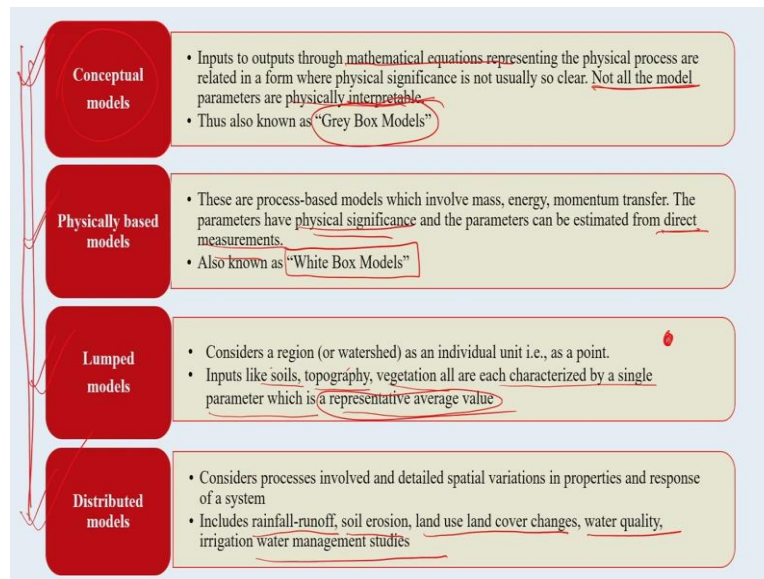 Conceptual
models
• Inputs to outputs through mathematical equations representing the physical process are
related in a form where physical significance is not usually so clear. Not all the model
parameters are physically interpretable.
• Thus also known as “Grey Box Models”
Physically based
models
• These are process-based models which involve mass, energy, momentum transfer. The
parameters have physical significance and the parameters can be estimated from direct
measurements.
• Also known as “White Box Models”
Lumped
models
• Considers a region (or watershed) as an individual unit i.e., as a point.
• Inputs like soils, topography, vegetation all are each characterized by a single
parameter which is a representative average value
Distributed
models
• Considers processes involved and detailed spatial variations in properties and response
of a system
• Includes rainfall-runoff, soil erosion, land use land cover changes, water quality,
irrigation water management studies